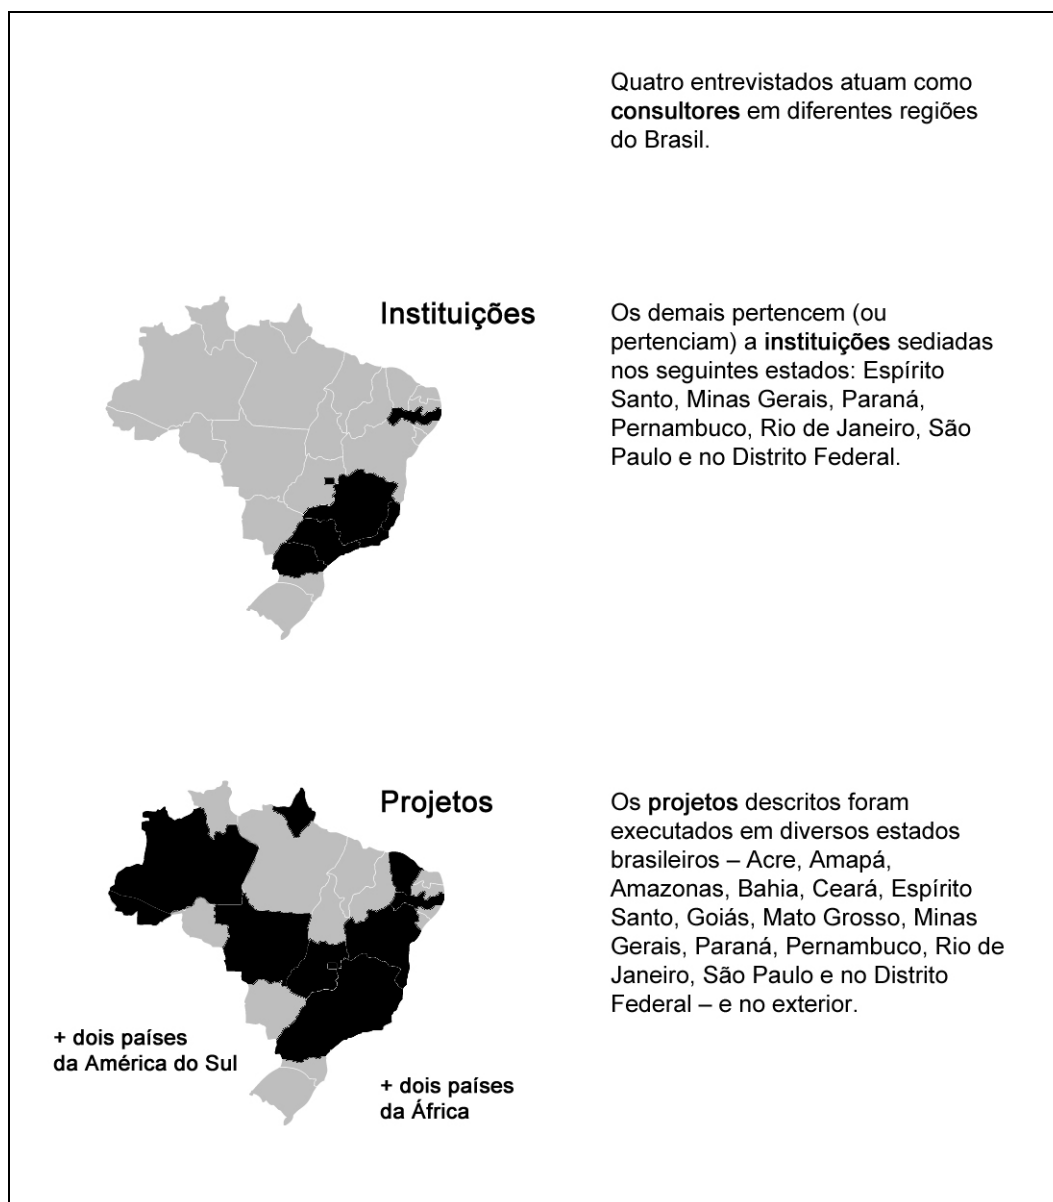 Quatro entrevistados atuam como
consultores em diferentes regiões
do Brasil.
Instituições
Os demais pertencem (ou
pertenciam) a instituições sediadas
nos seguintes estados: Espírito
Santo, Minas Gerais, Paraná,
Pernambuco, Rio de Janeiro, São
Paulo e no Distrito Federal.
Projetos
Os projetos descritos foram
executados em diversos estados
brasileiros – Acre, Amapá,
Amazonas, Bahia, Ceará, Espírito
Santo, Goiás, Mato Grosso, Minas
Gerais, Paraná, Pernambuco, Rio de
Janeiro, São Paulo e no Distrito
Federal – e no exterior.
+ dois países
da América do Sul
+ dois países
da África